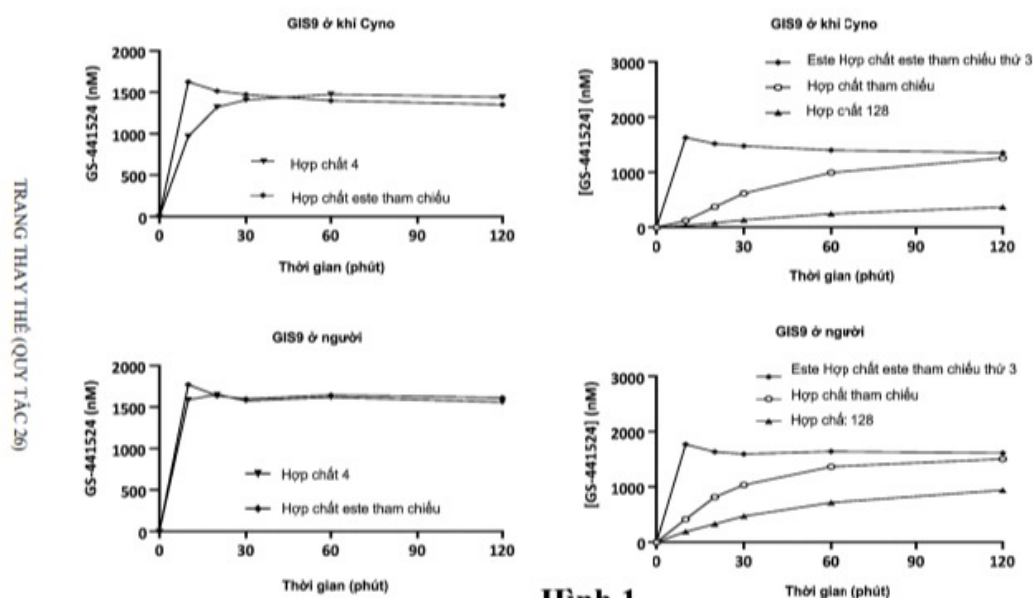 TRANG THAY THẾ (QUY TẮC 26)
GIS9 ở khỉ Cyno
GS-441524 (nM)
2000
1500
1000
500
0
Hợp chất 4
Hợp chất este tham chiếu
0 30 60 90 120
Thời gian (phút)
GIS9 ở khỉ Cyno
[GS-441524] (nM)
3000
2000
1000
0
Este Hợp chất este tham chiếu thứ 3
Hợp chất tham chiếu
Hợp chất 128
0 30 60 90 120
Thời gian (phút)
GIS9 ở người
GS-441524 (nM)
2000
1500
1000
500
0
Hợp chất 4
Hợp chất este tham chiếu
0 30 60 90 120
Thời gian (phút)
GIS9 ở người
[GS-441524] (nM)
3000
2000
1000
0
Este Hợp chất este tham chiếu thứ 3
Hợp chất tham chiếu
Hợp chất 128
0 30 60 90 120
Thời gian (phút)
Hình 1